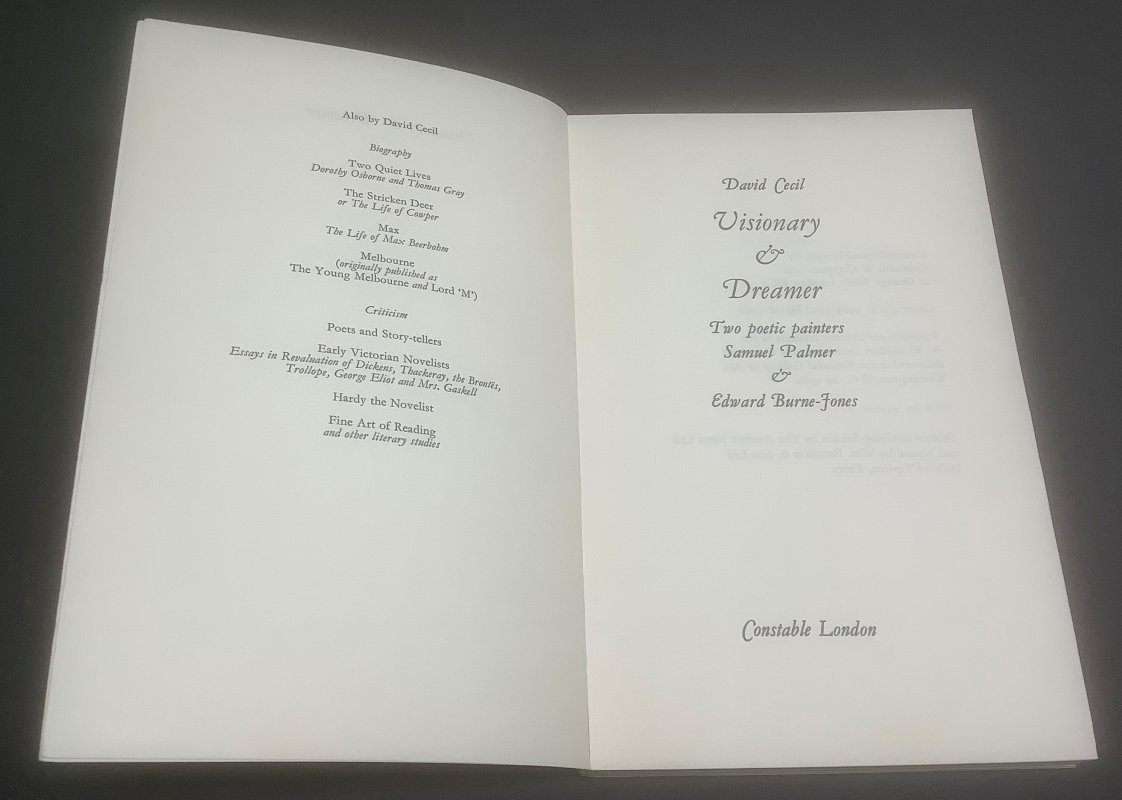 Also by David Cecil
Biography
Two Quiet Lives
Dorothy Osborne and Thomas Gray
The Stricken Deer
or The Life of Cowper
Max
The Life of Max Beerbohm
Melbourne
(originally published as
The Young Melbourne and Lord ‘M’)
Criticism
Poets and Story-tellers
Early Victorian Novelists
Essays in Revaluation of Dickens, Thackeray, the Brontës,
Trollope, George Eliot and Mrs. Gaskell
Hardy the Novelist
Fine Art of Reading
and other literary studies
David Cecil
Visionary
&
Dreamer
Two poetic painters
Samuel Palmer
&
Edward Burne-Jones
Constable London